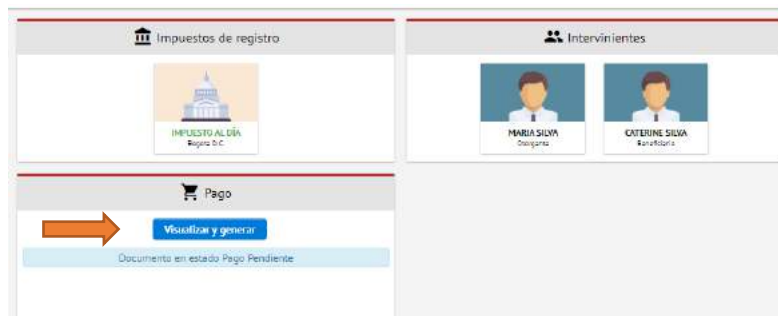 Impuestos de registro
IMPUESTO AL DÍA
Bogota D.C.
Intervinientes
MARIA SILVA
Otorgante
CATERINE SILVA
Beneficiario
Pago
Visualizar y generar
Documento en estado Pago Pendiente